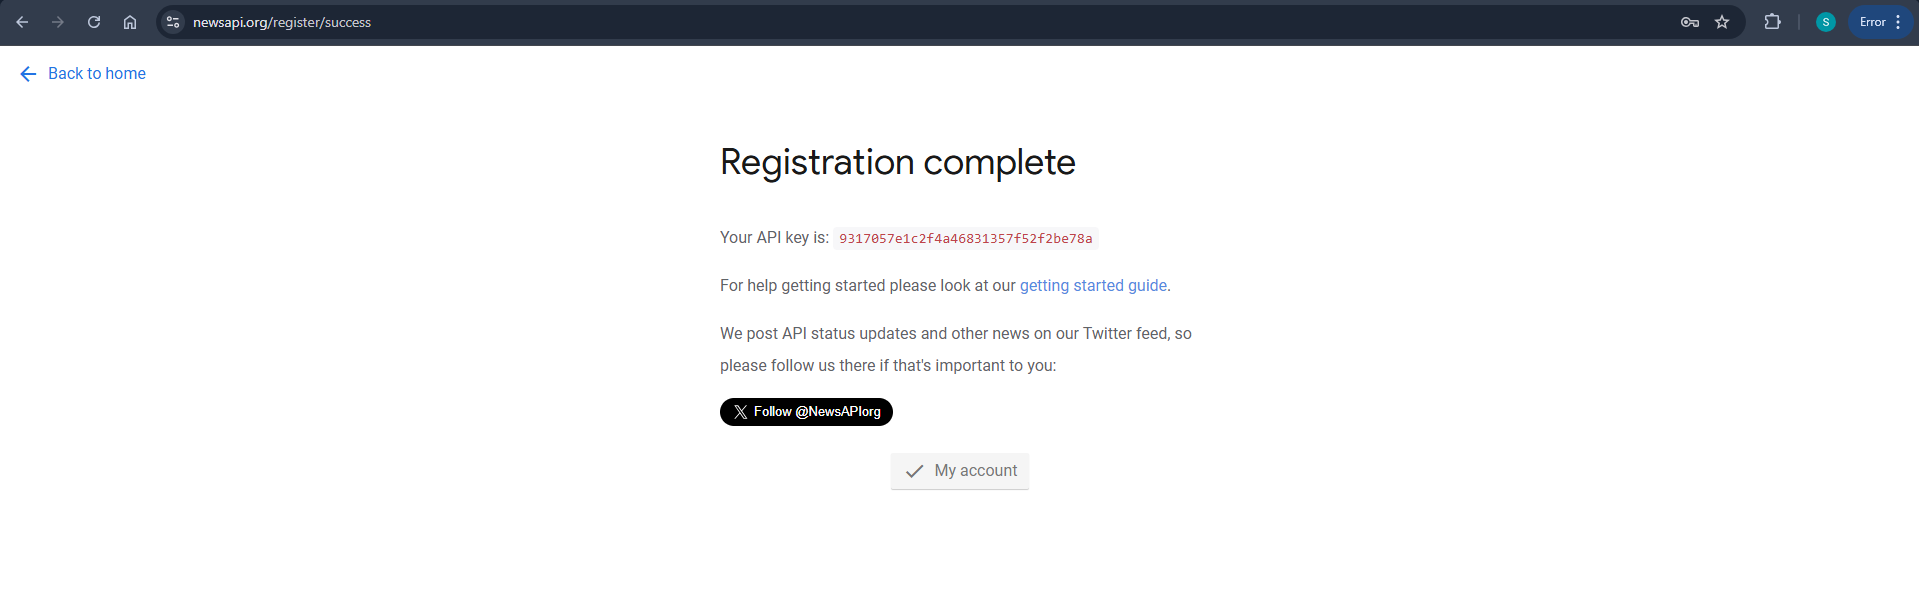 newsapi.org/register/success
S
Error
Back to home
Registration complete
Your API key is: 9317057e1c2f4a46831357f52f2be78a
For help getting started please look at our getting started guide.
We post API status updates and other news on our Twitter feed, so
please follow us there if that's important to you:
Follow @NewsAPIorg
My account